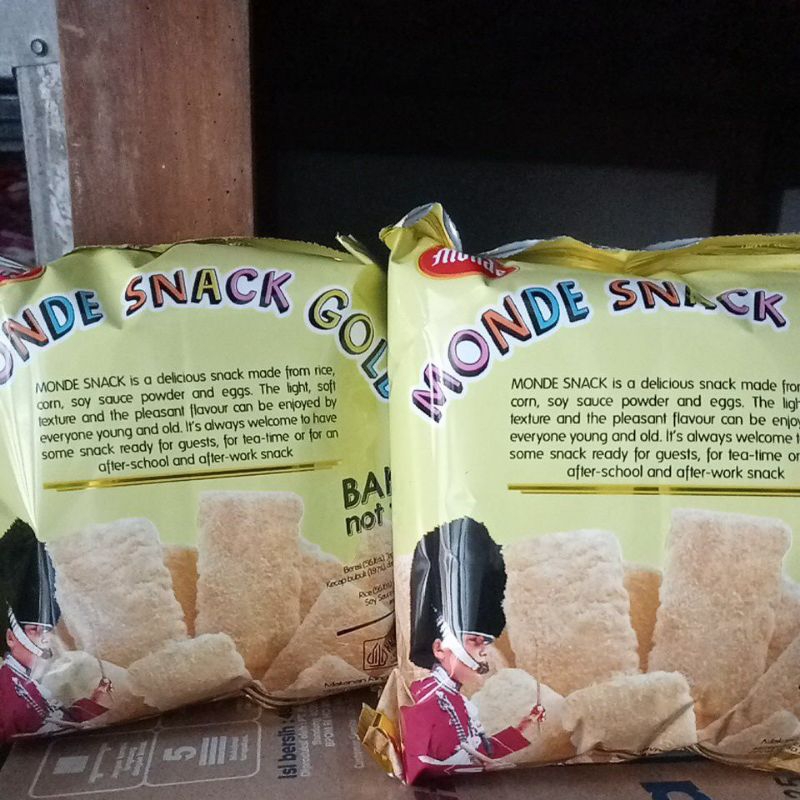 MONDE SNACK GOLD
MONDE SNACK is a delicious snack made from rice,
corn, soy sauce powder and eggs. The light, soft
texture and the pleasant flavour can be enjoyed by
everyone young and old. It's always welcome to have
some snack ready for guests, for tea-time or for an
after-school and after-work snack
not
Monde
MONDE SNACK
MONDE SNACK is a delicious snack made from
corn, soy sauce powder and eggs. The light
texture and the pleasant flavour can be enjoy
everyone young and old. It's always welcome t
some snack ready for guests, for tea-time or
after-school and after-work snack
5
Isi bersih